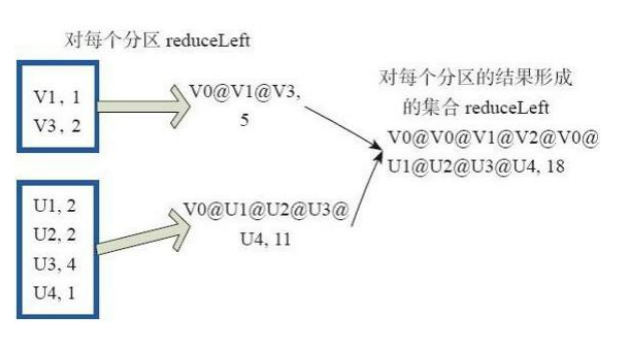 对每个分区 reduceLeft
V1, 1
V3, 2
V0@V1@V3,
5
U1, 2
U2, 2
U3, 4
U4, 1
V0@U1@U2@U3@
U4, 11
对每个分区的结果形成
的集合 reduceLeft
V0@V0@V1@V2@V0@
U1@U2@U3@U4, 18